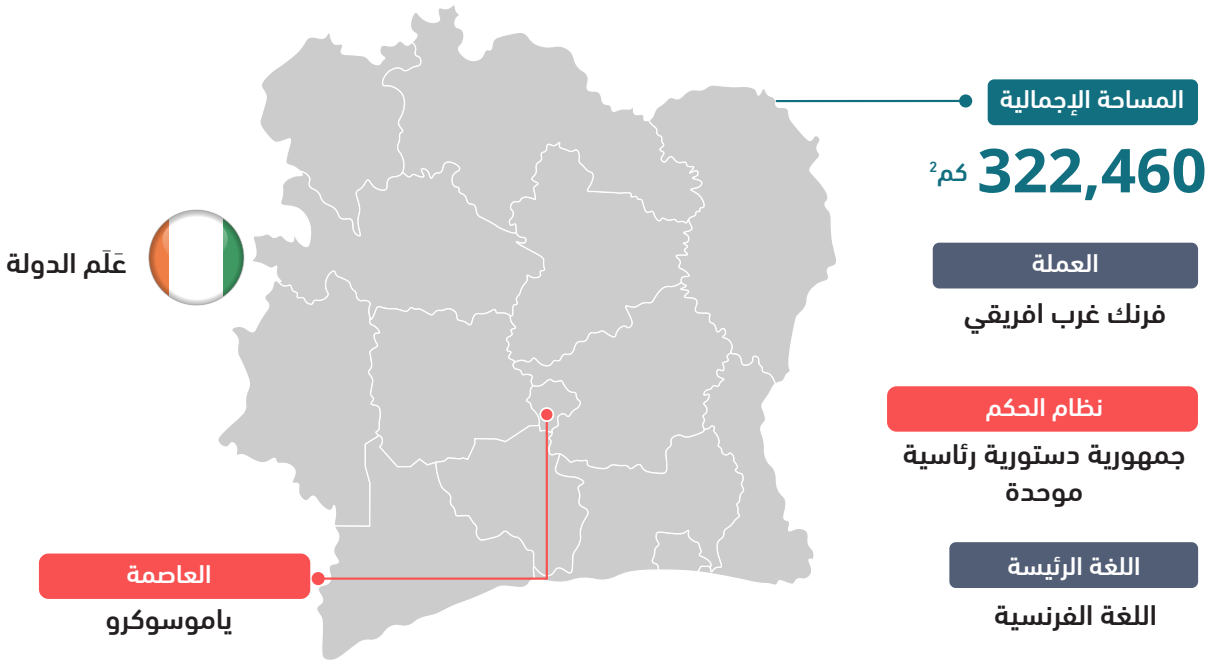 المساحة الإجمالية
322,460 كم²
العملة
فرنك غرب افريقي
نظام الحكم
جمهورية دستورية رئاسية
موحدة
اللغة الرئيسة
اللغة الفرنسية
عَلَم الدولة
العاصمة
ياموسوكرو